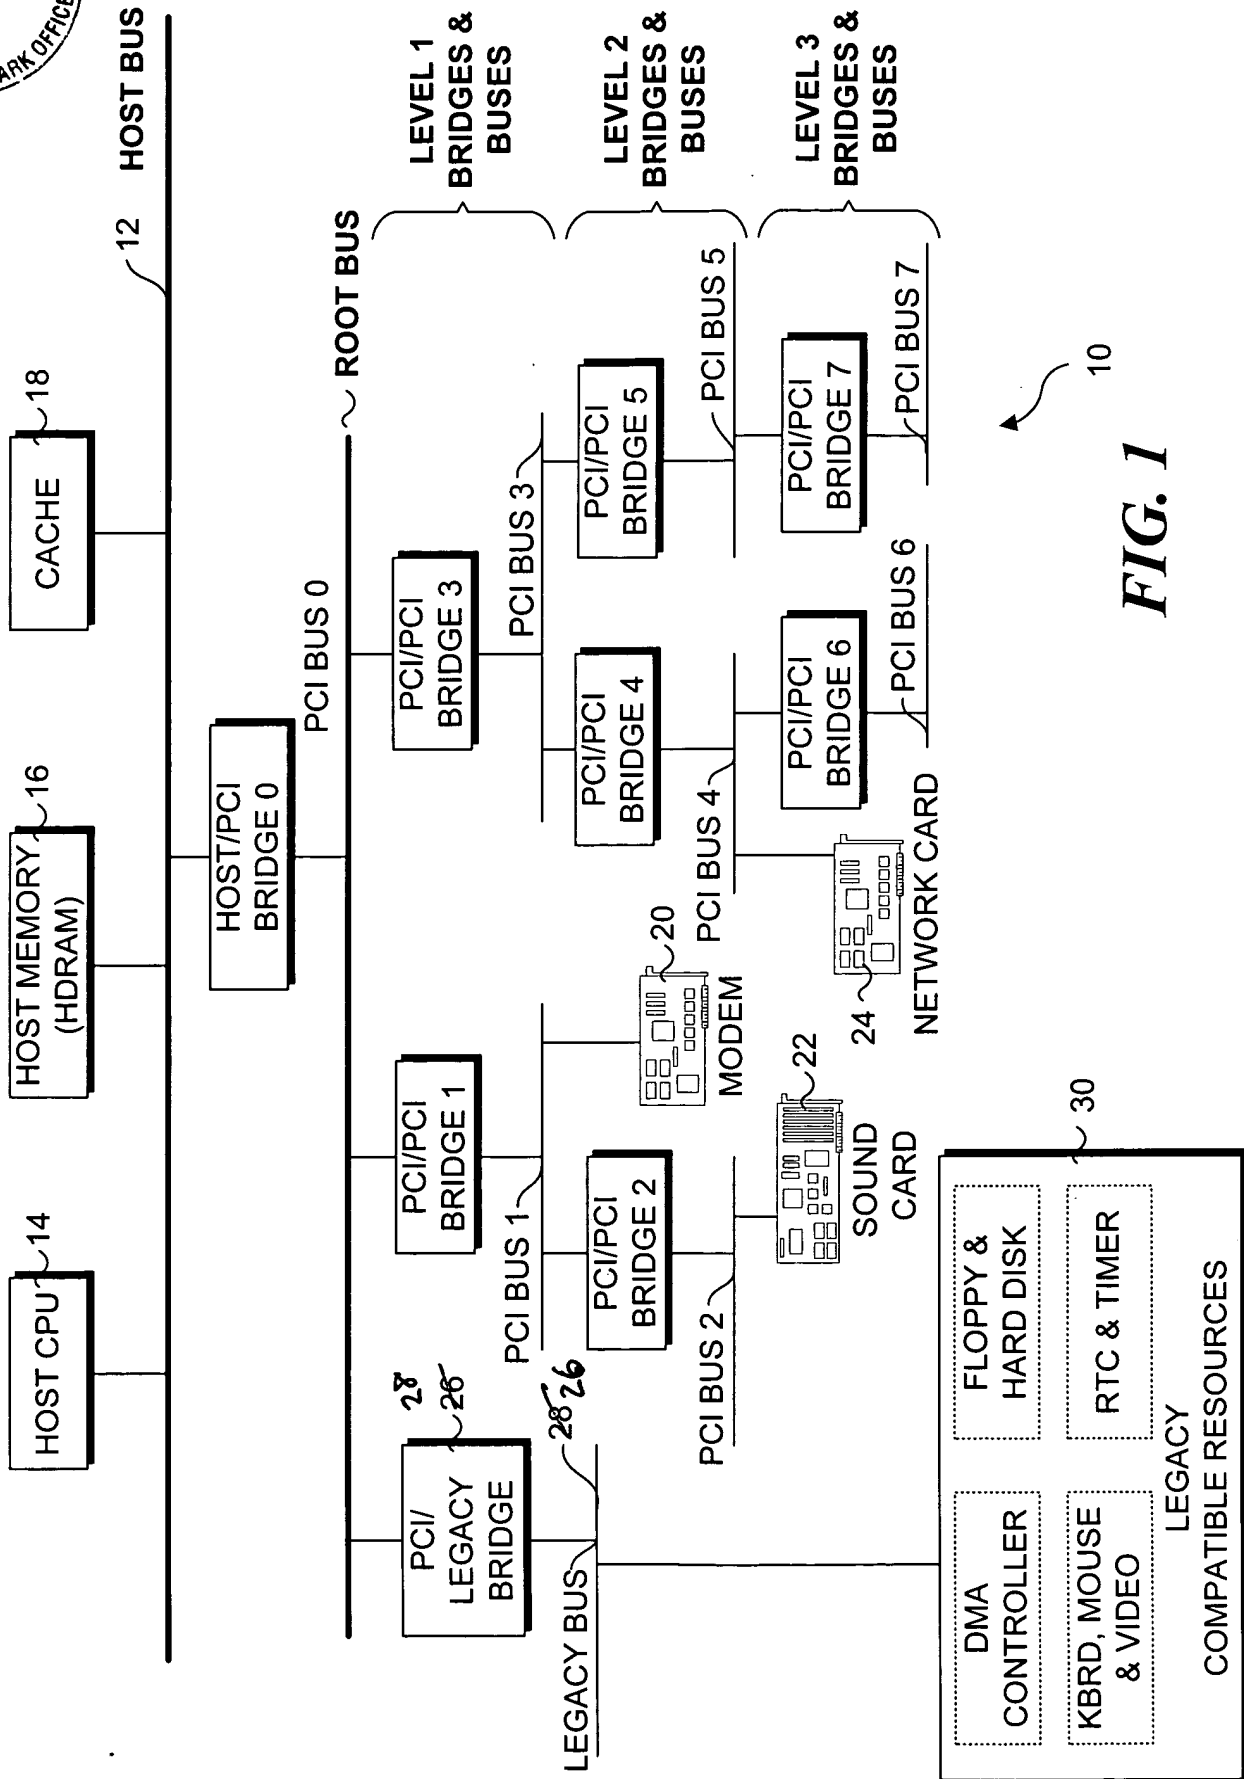 ARK OFFICE
HOST CPU
14
HOST MEMORY
(HDRAM)
16
CACHE
18
12
HOST BUS
HOST/PCI
BRIDGE 0
PCI BUS 0
ROOT BUS
PCI/
LEGACY
BRIDGE
28
26
PCI/PCI
BRIDGE 1
PCI/PCI
BRIDGE 3
LEVEL 1
BRIDGES &
BUSES
LEGACY BUS
28
26
PCI BUS 1
PCI BUS 3
PCI/PCI
BRIDGE 2
MODEM
20
PCI/PCI
BRIDGE 4
PCI/PCI
BRIDGE 5
LEVEL 2
BRIDGES &
BUSES
PCI BUS 2
PCI BUS 4
PCI BUS 5
SOUND
CARD
22
24
NETWORK CARD
PCI/PCI
BRIDGE 6
PCI/PCI
BRIDGE 7
LEVEL 3
BRIDGES &
BUSES
PCI BUS 6
PCI BUS 7
DMA
CONTROLLER
FLOPPY &
HARD DISK
KBRD, MOUSE
& VIDEO
RTC & TIMER
LEGACY
COMPATIBLE RESOURCES
30
10
FIG. 1